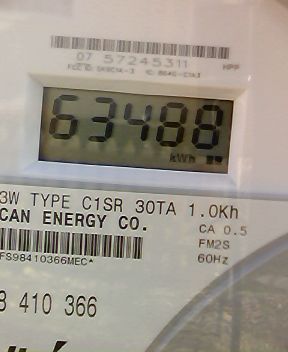 07 57245311
HPP
63488
kWh
3W TYPE C1SR 30TA 1.0Kh
CAN ENERGY CO.
CA 0.5
FM2S
FS98410366MEC*
60Hz
8 410 366